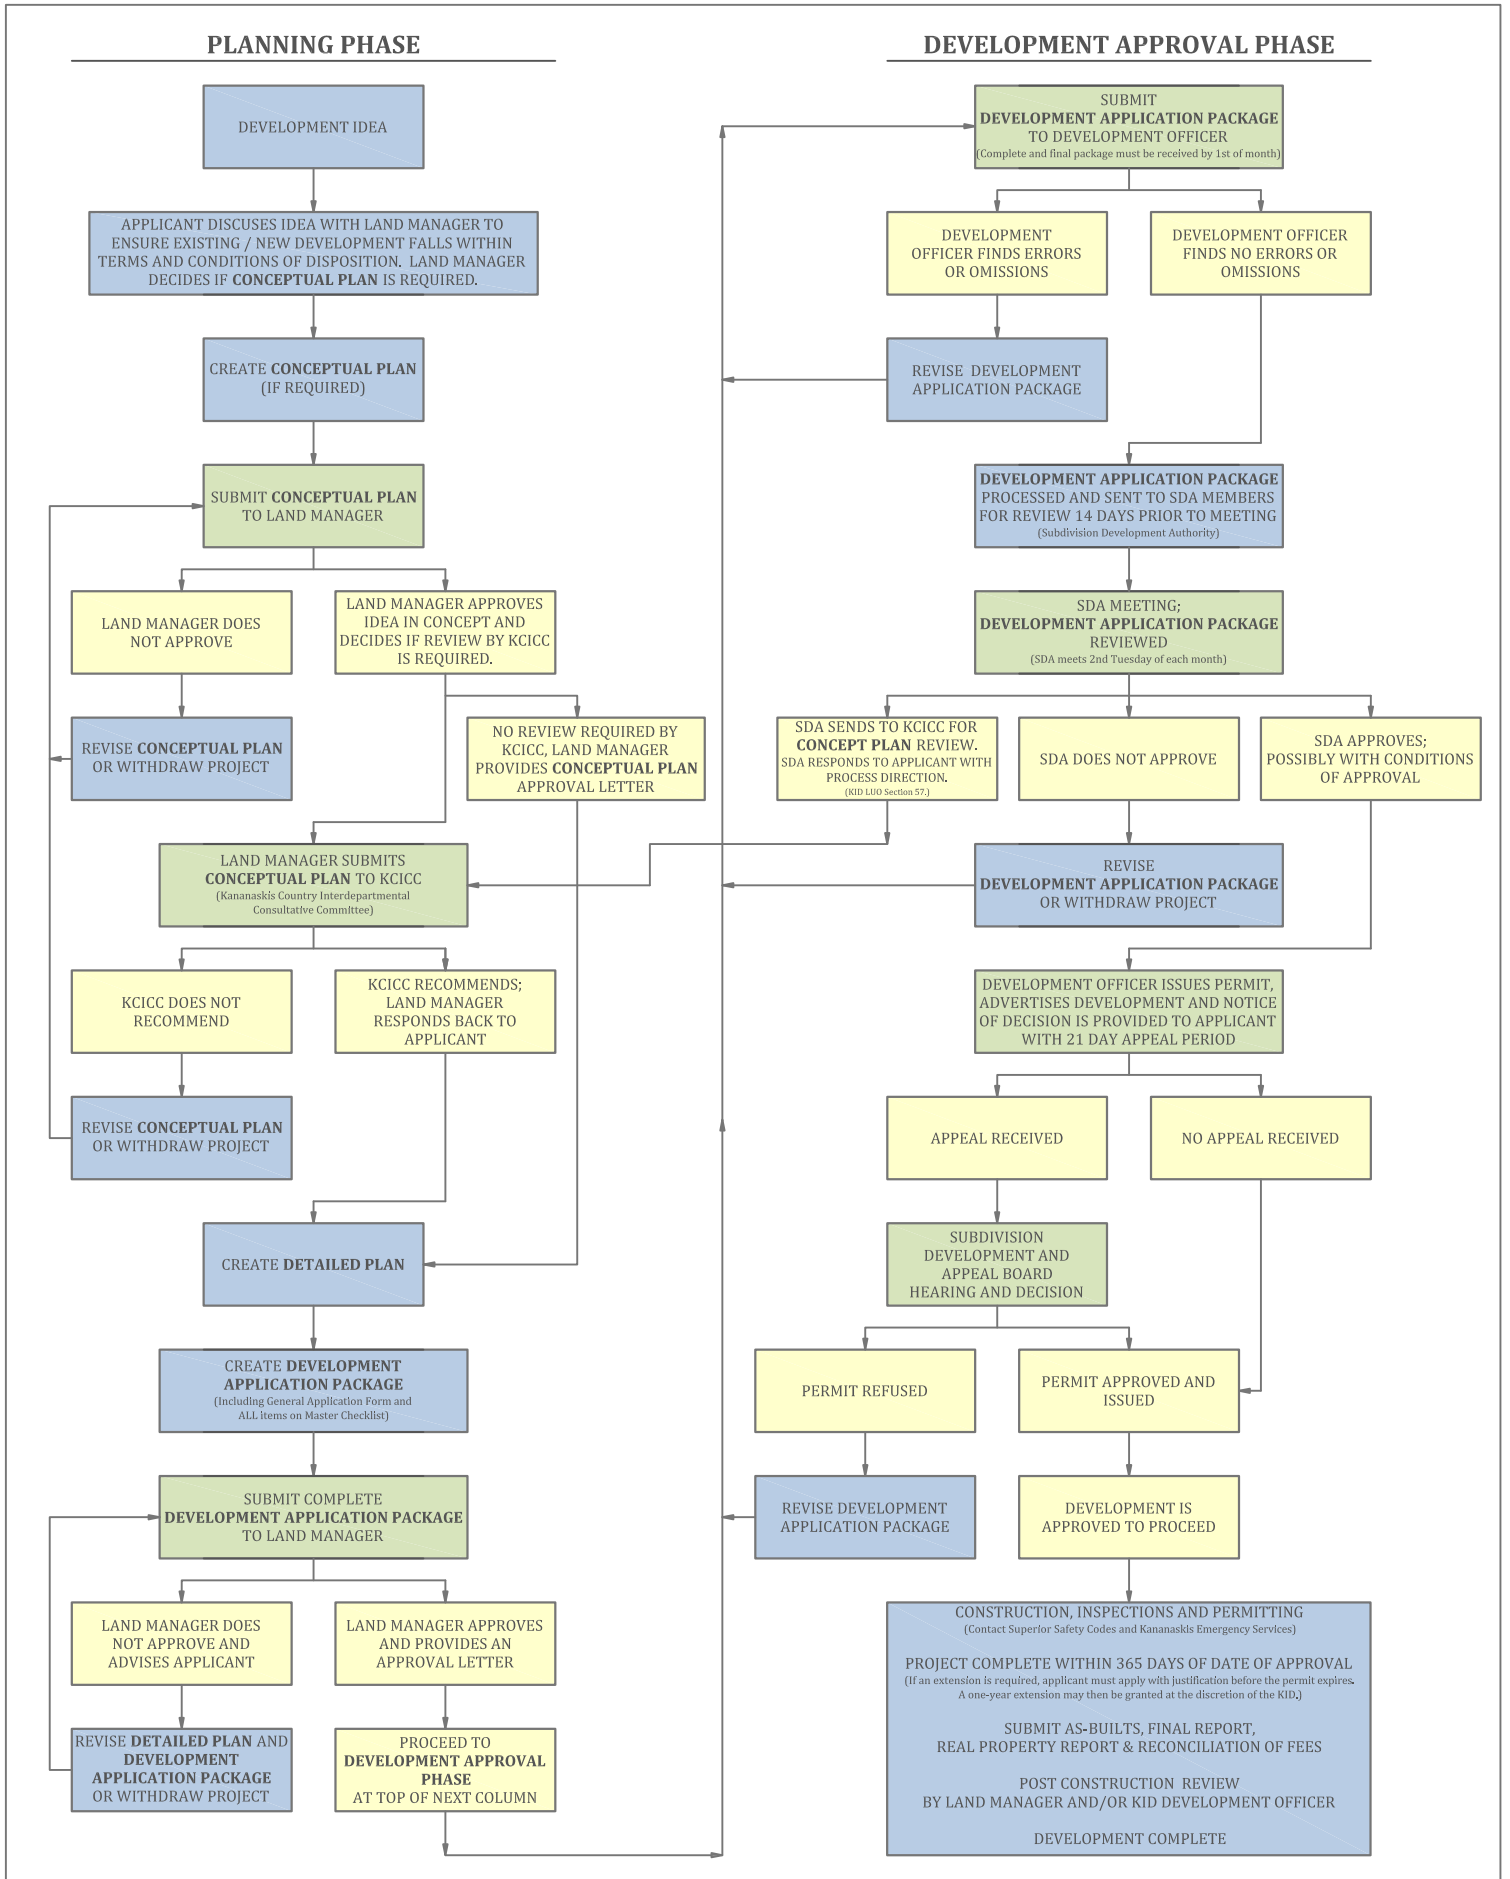 PLANNING PHASE
DEVELOPMENT IDEA
APPLICANT DISCUSES IDEA WITH LAND MANAGER TO
ENSURE EXISTING / NEW DEVELOPMENT FALLS WITHIN
TERMS AND CONDITIONS OF DISPOSITION. LAND MANAGER
DECIDES IF CONCEPTUAL PLAN IS REQUIRED.
CREATE CONCEPTUAL PLAN
(IF REQUIRED)
SUBMIT CONCEPTUAL PLAN
TO LAND MANAGER
LAND MANAGER DOES
NOT APPROVE
LAND MANAGER APPROVES
IDEA IN CONCEPT AND
DECIDES IF REVIEW BY KCICC
IS REQUIRED.
REVISE CONCEPTUAL PLAN
OR WITHDRAW PROJECT
NO REVIEW REQUIRED BY
KCICC, LAND MANAGER
PROVIDES CONCEPTUAL PLAN
APPROVAL LETTER
LAND MANAGER SUBMITS
CONCEPTUAL PLAN TO KCICC
(Kananaskis Country Interdepartmental
Consultative Committee)
KCICC DOES NOT
RECOMMEND
KCICC RECOMMENDS;
LAND MANAGER
RESPONDS BACK TO
APPLICANT
REVISE CONCEPTUAL PLAN
OR WITHDRAW PROJECT
CREATE DETAILED PLAN
CREATE DEVELOPMENT
APPLICATION PACKAGE
(Including General Application Form and
ALL items on Master Checklist)
SUBMIT COMPLETE
DEVELOPMENT APPLICATION PACKAGE
TO LAND MANAGER
LAND MANAGER DOES
NOT APPROVE AND
ADVISES APPLICANT
LAND MANAGER APPROVES
AND PROVIDES AN
APPROVAL LETTER
REVISE DETAILED PLAN AND
DEVELOPMENT
APPLICATION PACKAGE
OR WITHDRAW PROJECT
PROCEED TO
DEVELOPMENT APPROVAL
PHASE
AT TOP OF NEXT COLUMN
DEVELOPMENT APPROVAL PHASE
SUBMIT
DEVELOPMENT APPLICATION PACKAGE
TO DEVELOPMENT OFFICER
(Complete and final package must be received by 1st of month)
DEVELOPMENT
OFFICER FINDS ERRORS
OR OMISSIONS
DEVELOPMENT OFFICER
FINDS NO ERRORS OR
OMISSIONS
REVISE DEVELOPMENT
APPLICATION PACKAGE
DEVELOPMENT APPLICATION PACKAGE
PROCESSED AND SENT TO SDA MEMBERS
FOR REVIEW 14 DAYS PRIOR TO MEETING
(Subdivision Development Authority)
SDA MEETING;
DEVELOPMENT APPLICATION PACKAGE
REVIEWED
(SDA meets 2nd Tuesday of each month)
SDA SENDS TO KCICC FOR
CONCEPT PLAN REVIEW.
SDA RESPONDS TO APPLICANT WITH
PROCESS DIRECTION.
(KID LUO Section 57.)
SDA DOES NOT APPROVE
SDA APPROVES;
POSSIBLY WITH CONDITIONS
OF APPROVAL
REVISE
DEVELOPMENT APPLICATION PACKAGE
OR WITHDRAW PROJECT
DEVELOPMENT OFFICER ISSUES PERMIT,
ADVERTISES DEVELOPMENT AND NOTICE
OF DECISION IS PROVIDED TO APPLICANT
WITH 21 DAY APPEAL PERIOD
APPEAL RECEIVED
NO APPEAL RECEIVED
SUBDIVISION
DEVELOPMENT AND
APPEAL BOARD
HEARING AND DECISION
PERMIT REFUSED
PERMIT APPROVED AND
ISSUED
REVISE DEVELOPMENT
APPLICATION PACKAGE
DEVELOPMENT IS
APPROVED TO PROCEED
CONSTRUCTION, INSPECTIONS AND PERMITTING
(Contact Superior Safety Codes and Kananaskis Emergency Services)
PROJECT COMPLETE WITHIN 365 DAYS OF DATE OF APPROVAL
(If an extension is required, applicant must apply with justification before the permit expires.
A one-year extension may then be granted at the discretion of the KID.)
SUBMIT AS-BUILTS, FINAL REPORT,
REAL PROPERTY REPORT & RECONCILIATION OF FEES
POST CONSTRUCTION REVIEW
BY LAND MANAGER AND/OR KID DEVELOPMENT OFFICER
DEVELOPMENT COMPLETE